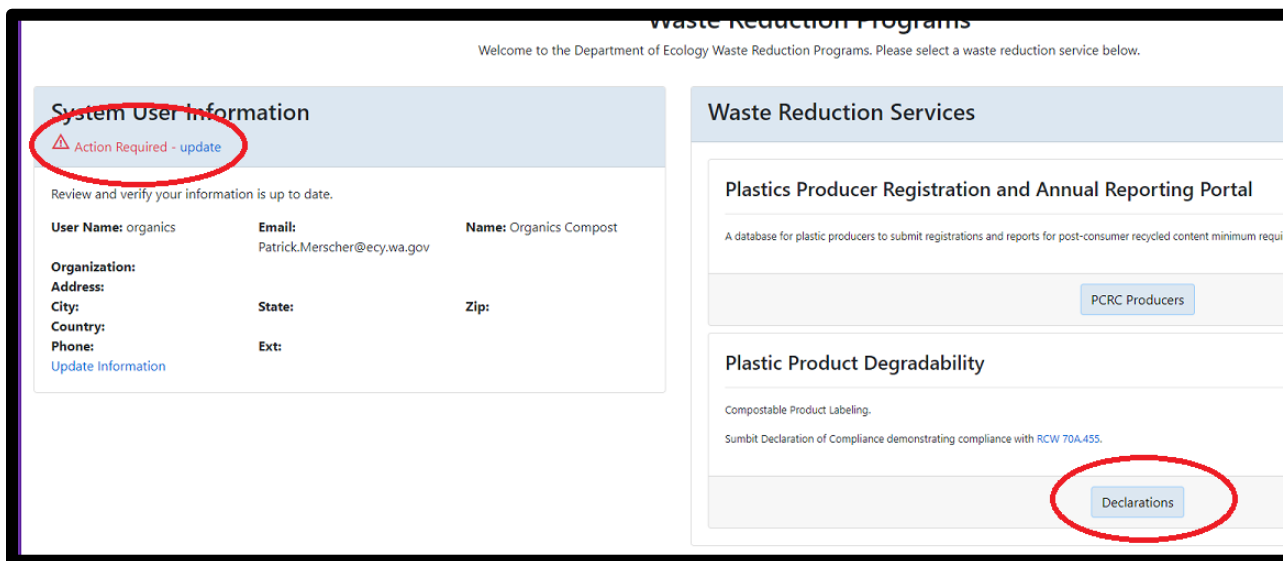 Waste Reduction Programs
Welcome to the Department of Ecology Waste Reduction Programs. Please select a waste reduction service below.
System User Information
Action Required - update
Review and verify your information is up to date.
User Name: organics Email: Name: Organics Compost
Patrick.Merscher@ecy.wa.gov
Organization:
Address:
City: State: Zip:
Country:
Phone: Ext:
Update Information
Waste Reduction Services
Plastics Producer Registration and Annual Reporting Portal
A database for plastic producers to submit registrations and reports for post-consumer recycled content minimum requi
PCRC Producers
Plastic Product Degradability
Compostable Product Labeling.
Sumbit Declaration of Compliance demonstrating compliance with RCW 70A.455.
Declarations